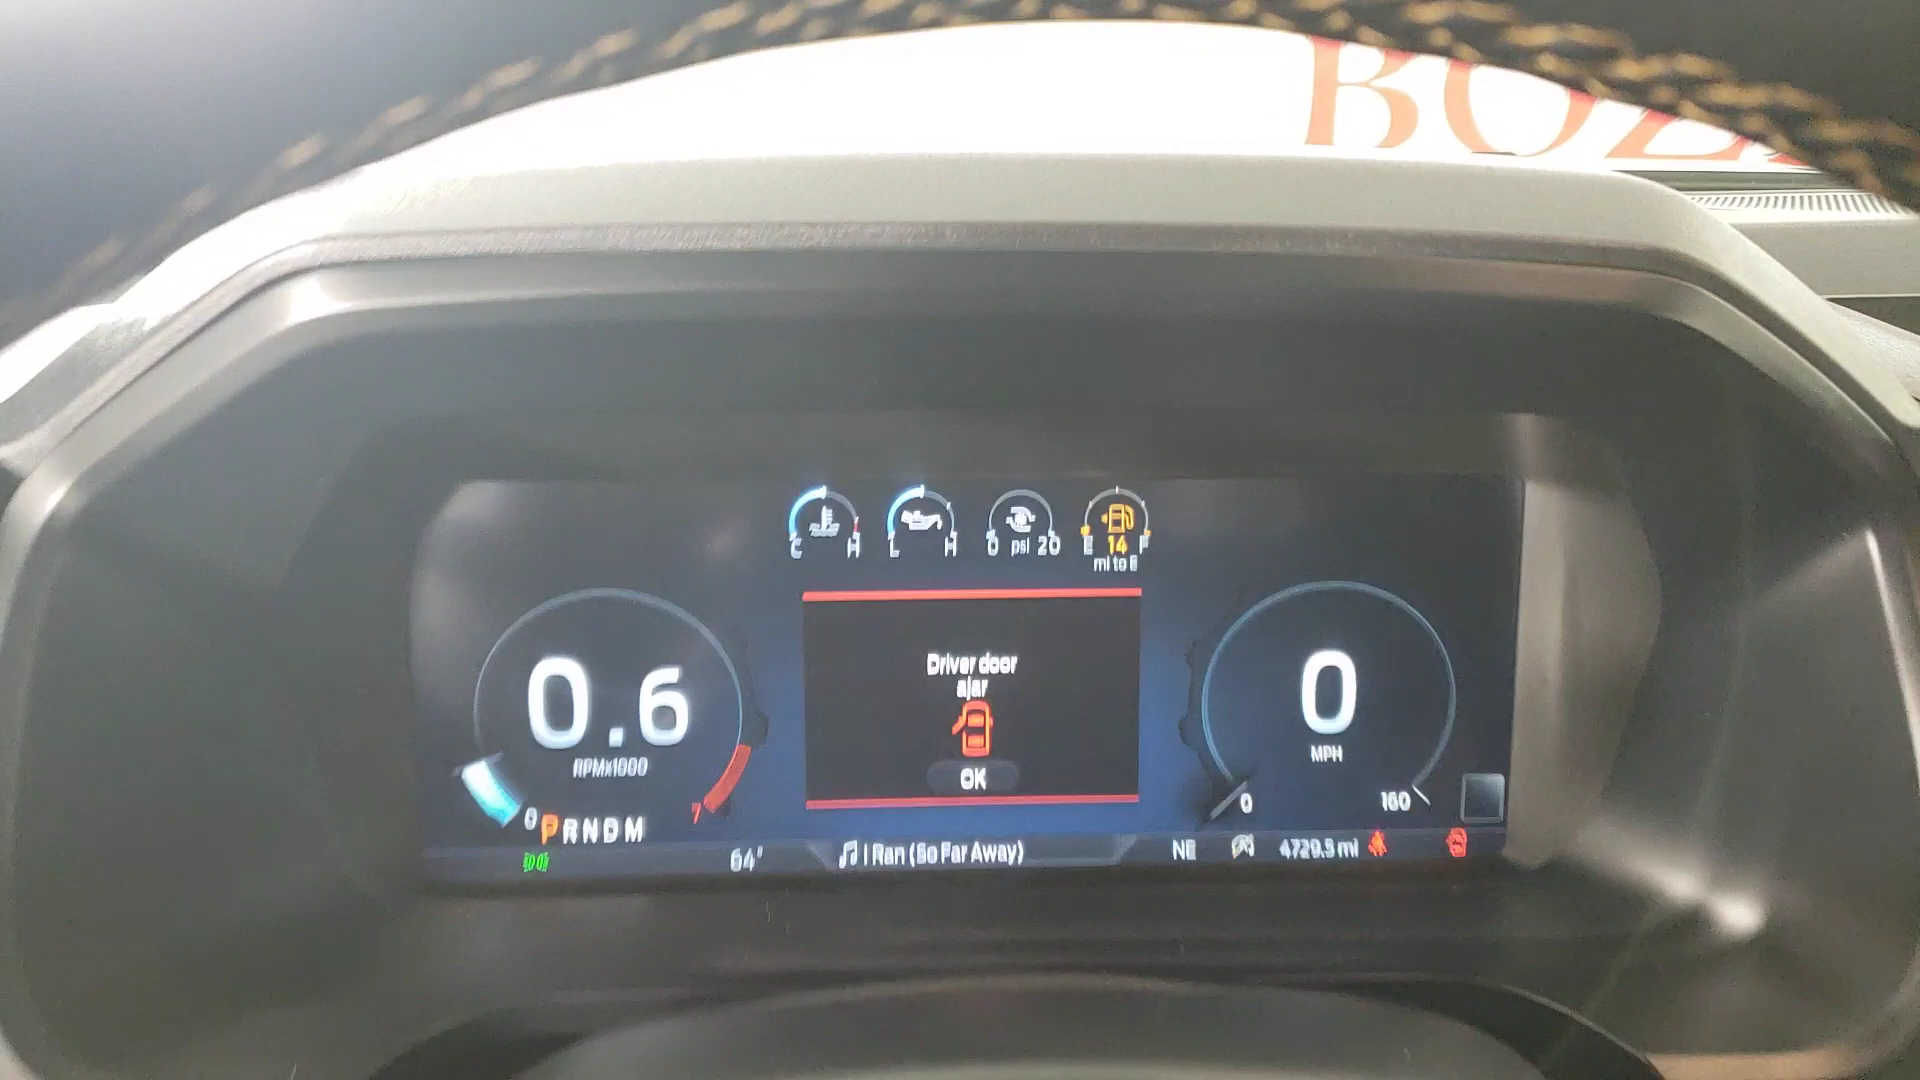 BOZ
C H
L H
0 psi 20
E 14 F
mi to E
Driver door
ajar
OK
0.6
RPMx1000
0
7
PRNDM
0
MPH
0
160
64°
I Ran (So Far Away)
NE
4729.5 mi